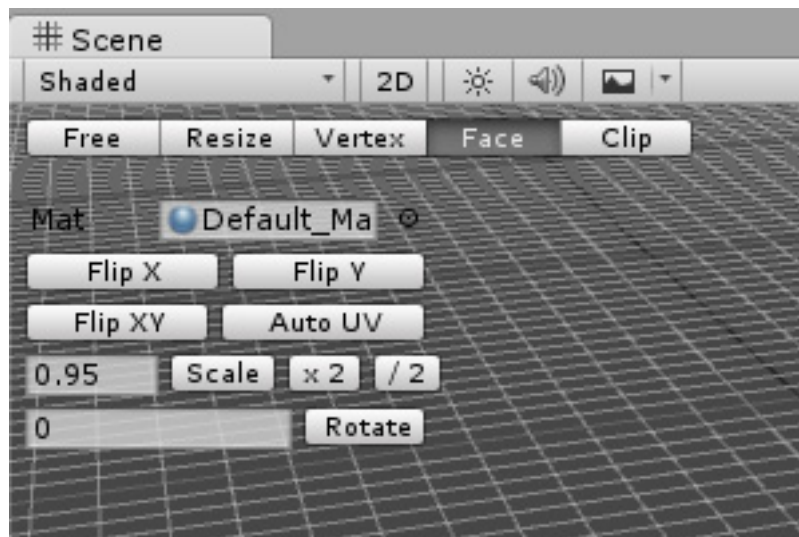 Scene
Shaded 2D
Free Resize Vertex Face Clip
Mat Default_Ma
Flip X Flip Y
Flip XY Auto UV
0.95 Scale x 2 / 2
0 Rotate